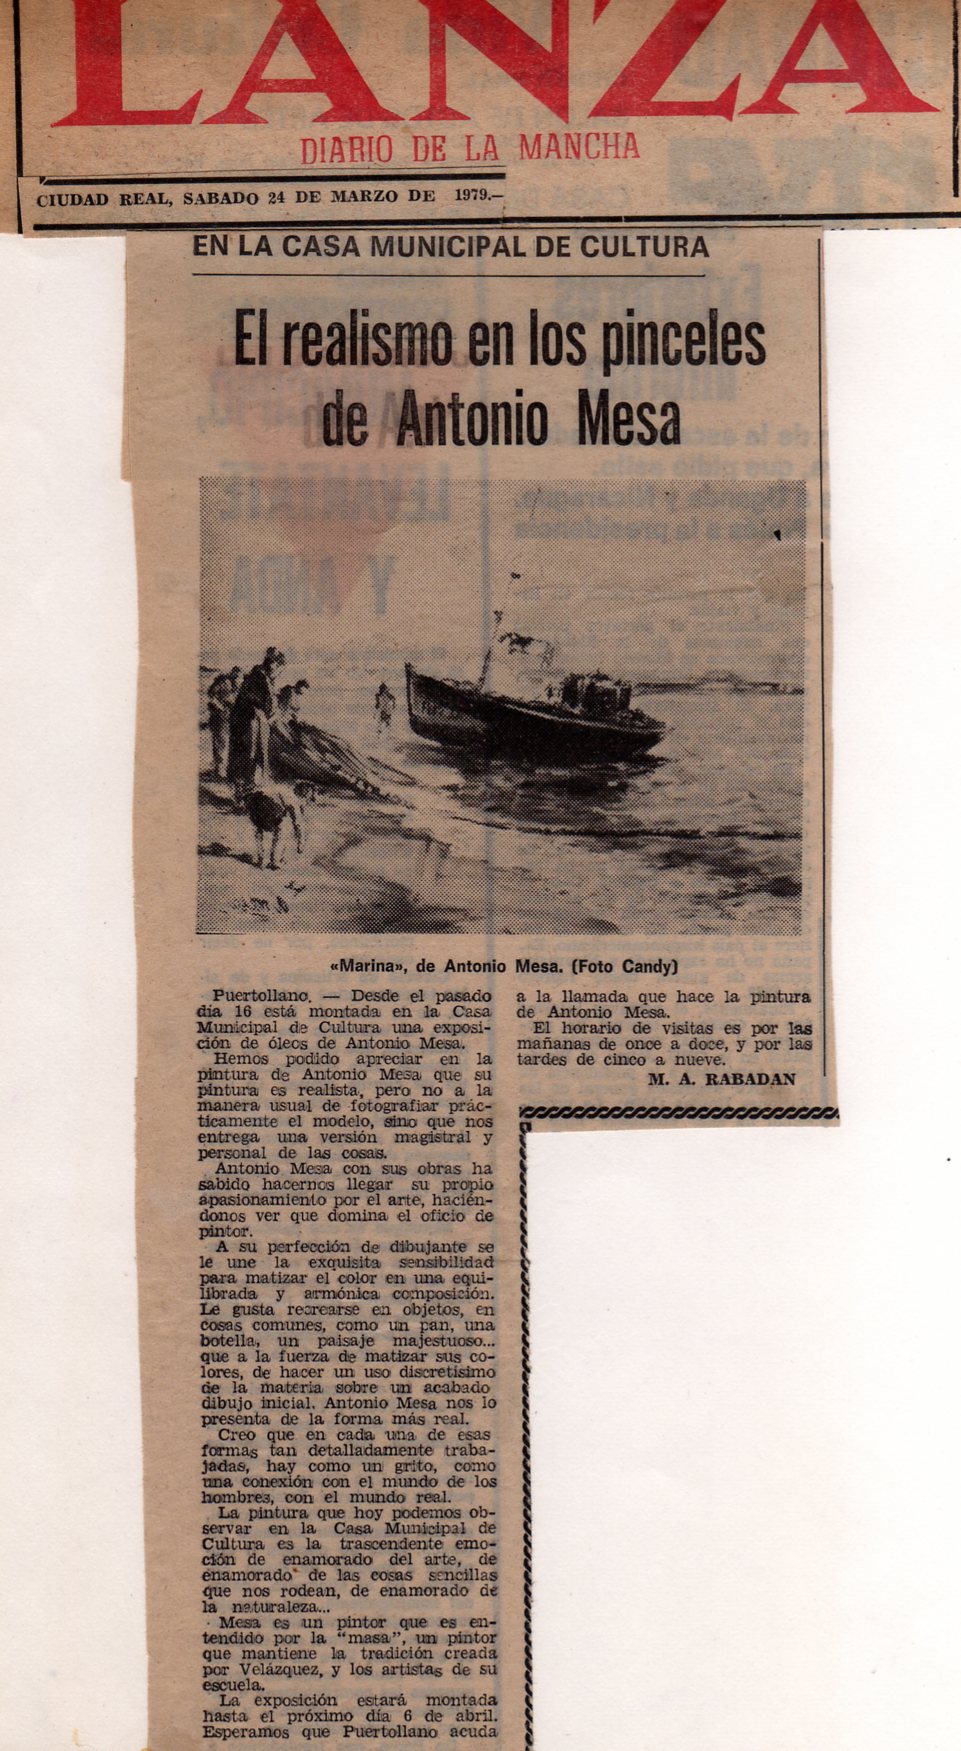 LANZA
DIARIO DE LA MANCHA
CIUDAD REAL, SABADO 24 DE MARZO DE 1979.—
EN LA CASA MUNICIPAL DE CULTURA
El realismo en los pinceles
de Antonio Mesa
«Marina», de Antonio Mesa. (Foto Candy)
Puertollano. — Desde el pasado
día 16 está montada en la Casa
Municipal de Cultura una exposi-
ción de óleos de Antonio Mesa.
Hemos podido apreciar en la
pintura de Antonio Mesa que su
pintura es realista, pero no a la
manera usual de fotografiar prác-
ticamente el modelo, sino que nos
entrega una versión magistral y
personal de las cosas.
Antonio Mesa con sus obras ha
sabido hacernos llegar su propio
apasionamiento por el arte, hacién-
donos ver que domina el oficio de
pintor.
A su perfección de dibujante se
le une la exquisita sensibilidad
para matizar el color en una equi-
librada y armónica composición.
Le gusta recrearse en objetos, en
cosas comunes, como un pan, una
botella, un paisaje majestuoso...
que a la fuerza de matizar sus co-
lores, de hacer un uso discretísimo
de la materia sobre un acabado
dibujo inicial. Antonio Mesa nos lo
presenta de la forma más real.
Creo que en cada una de esas
formas tan detalladamente traba-
jadas, hay como un grito, como
una conexión con el mundo de los
hombres, con el mundo real.
La pintura que hoy podemos ob-
servar en la Casa Municipal de
Cultura es la trascendente emo-
ción de enamorado del arte, de
enamorado de las cosas sencillas
que nos rodean, de enamorado de
la naturaleza...
Mesa es un pintor que es en-
tendido por la "masa", un pintor
que mantiene la tradición creada
por Velázquez, y los artistas de su
escuela.
La exposición estará montada
hasta el próximo día 6 de abril.
Esperamos que Puertollano acuda
a la llamada que hace la pintura
de Antonio Mesa.
El horario de visitas es por las
mañanas de once a doce, y por las
tardes de cinco a nueve.
M. A. RABADAN